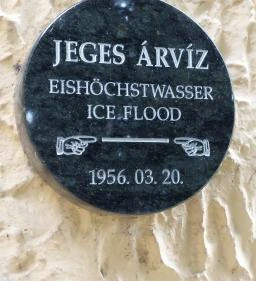 JEGES ÁRVÍZ
EISHÖCHSTWASSER
ICE FLOOD
1956. 03. 20.